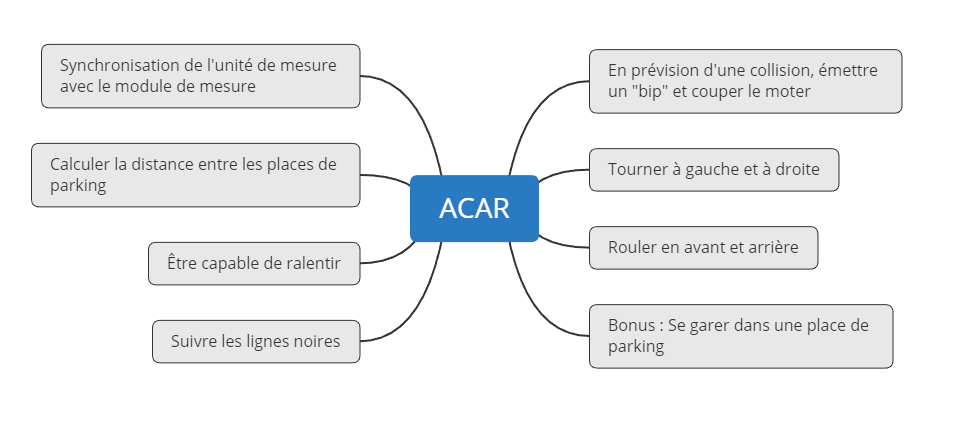 Synchronisation de l'unité de mesure
avec le module de mesure
Calculer la distance entre les places de
parking
Être capable de ralentir
Suivre les lignes noires
ACAR
En prévision d'une collision, émettre
un "bip" et couper le moter
Tourner à gauche et à droite
Rouler en avant et arrière
Bonus : Se garer dans une place de
parking